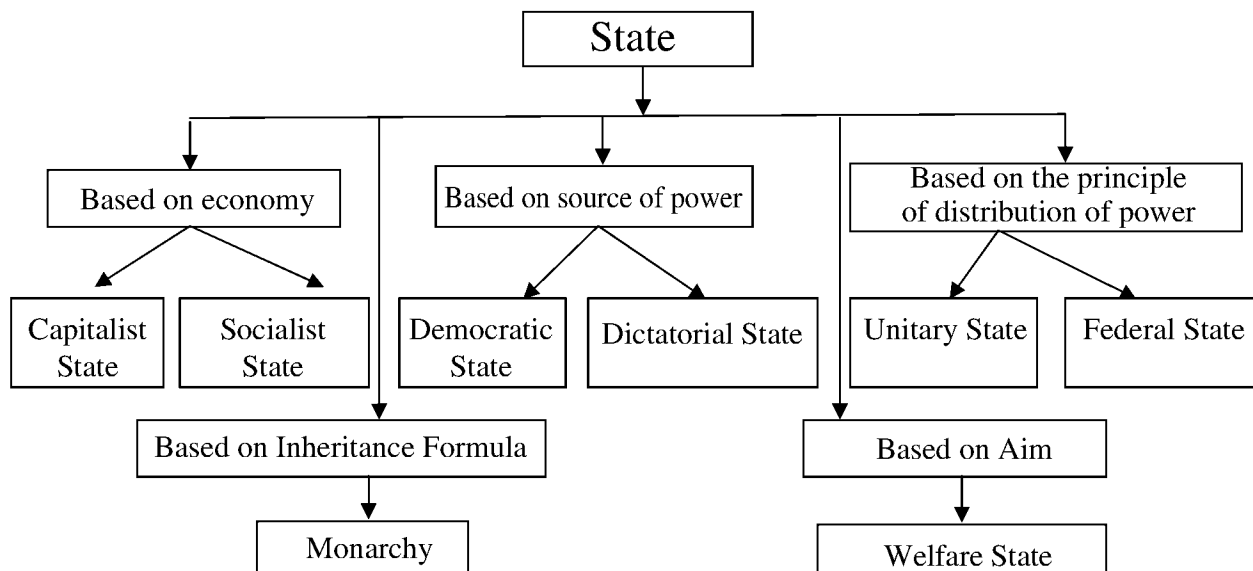 State
Based on economy
Based on source of power
Based on the principle
of distribution of power
Capitalist
State
Socialist
State
Democratic
State
Dictatorial State
Unitary State
Federal State
Based on Inheritance Formula
Based on Aim
Monarchy
Welfare State